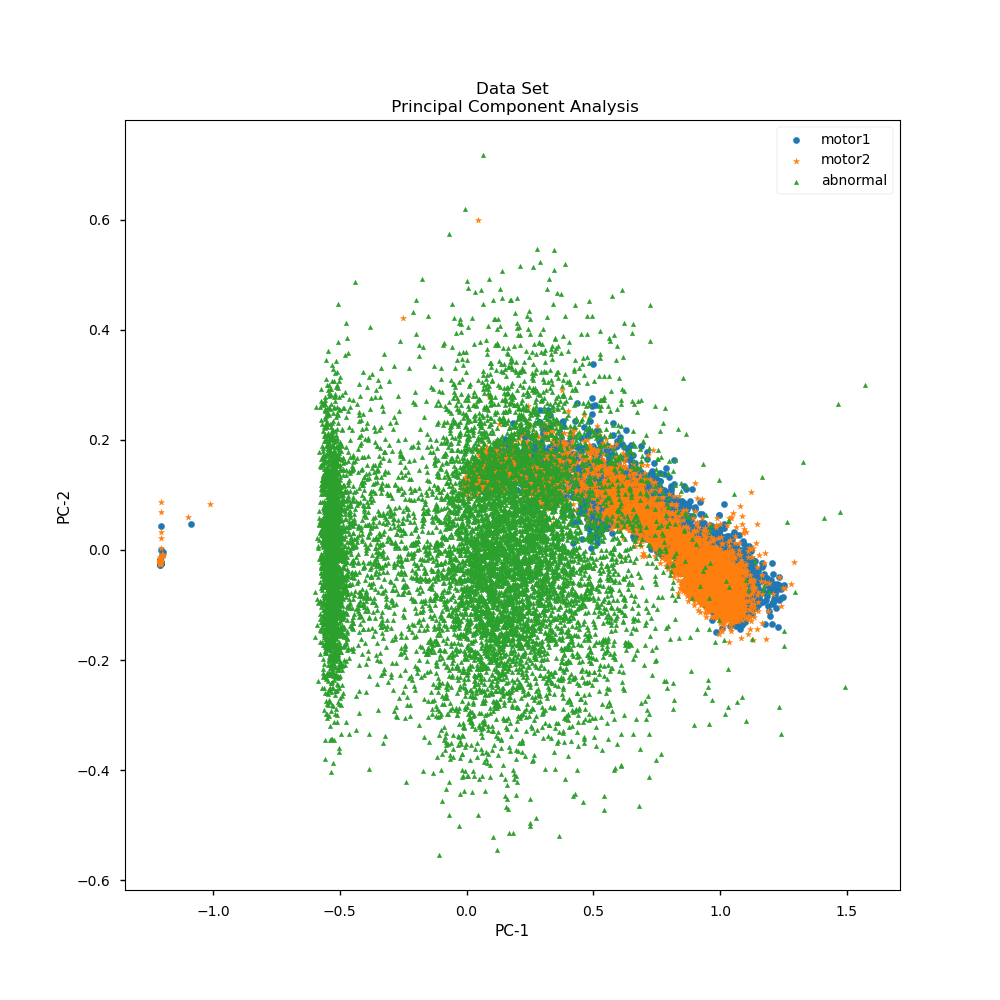 Data Set
Principal Component Analysis
motor1
motor2
abnormal
PC-2
0.6
0.4
0.2
0.0
−0.2
−0.4
−0.6
−1.0
−0.5
0.0
0.5
1.0
1.5
PC-1